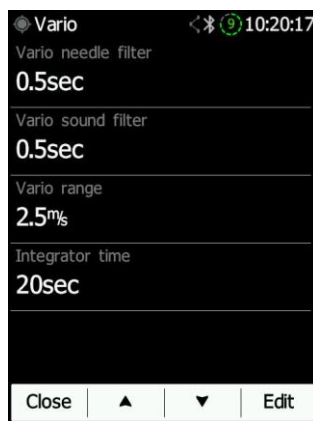 Vario 9 10:20:17
Vario needle filter
0.5sec
Vario sound filter
0.5sec
Vario range
2.5m/s
Integrator time
20sec
Close Edit